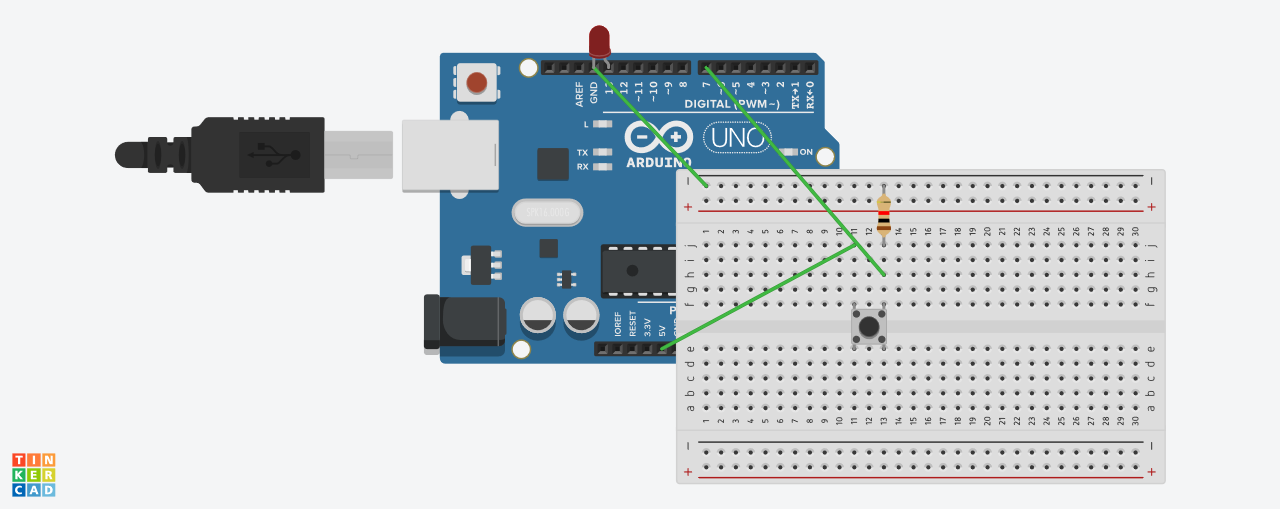 AREF
GND
12
~11
~10
~9
8
7
~5
4
~3
2
TX→1
RX←0
DIGITAL (PWM~)
L
TX
RX
ARDUINO
UNO
ON
IOREF
RESET
3.3V
5V
− −
+ +
1 2 3 4 5 6 7 8 9 10 11 12 13 14 15 16 17 18 19 20 21 22 23 24 25 26 27 28 29 30
j j
i i
h h
g g
f f
e e
d d
c c
b b
a a
1 2 3 4 5 6 7 8 9 10 11 12 13 14 15 16 17 18 19 20 21 22 23 24 25 26 27 28 29 30
− −
+ +
TIN
KER
CAD